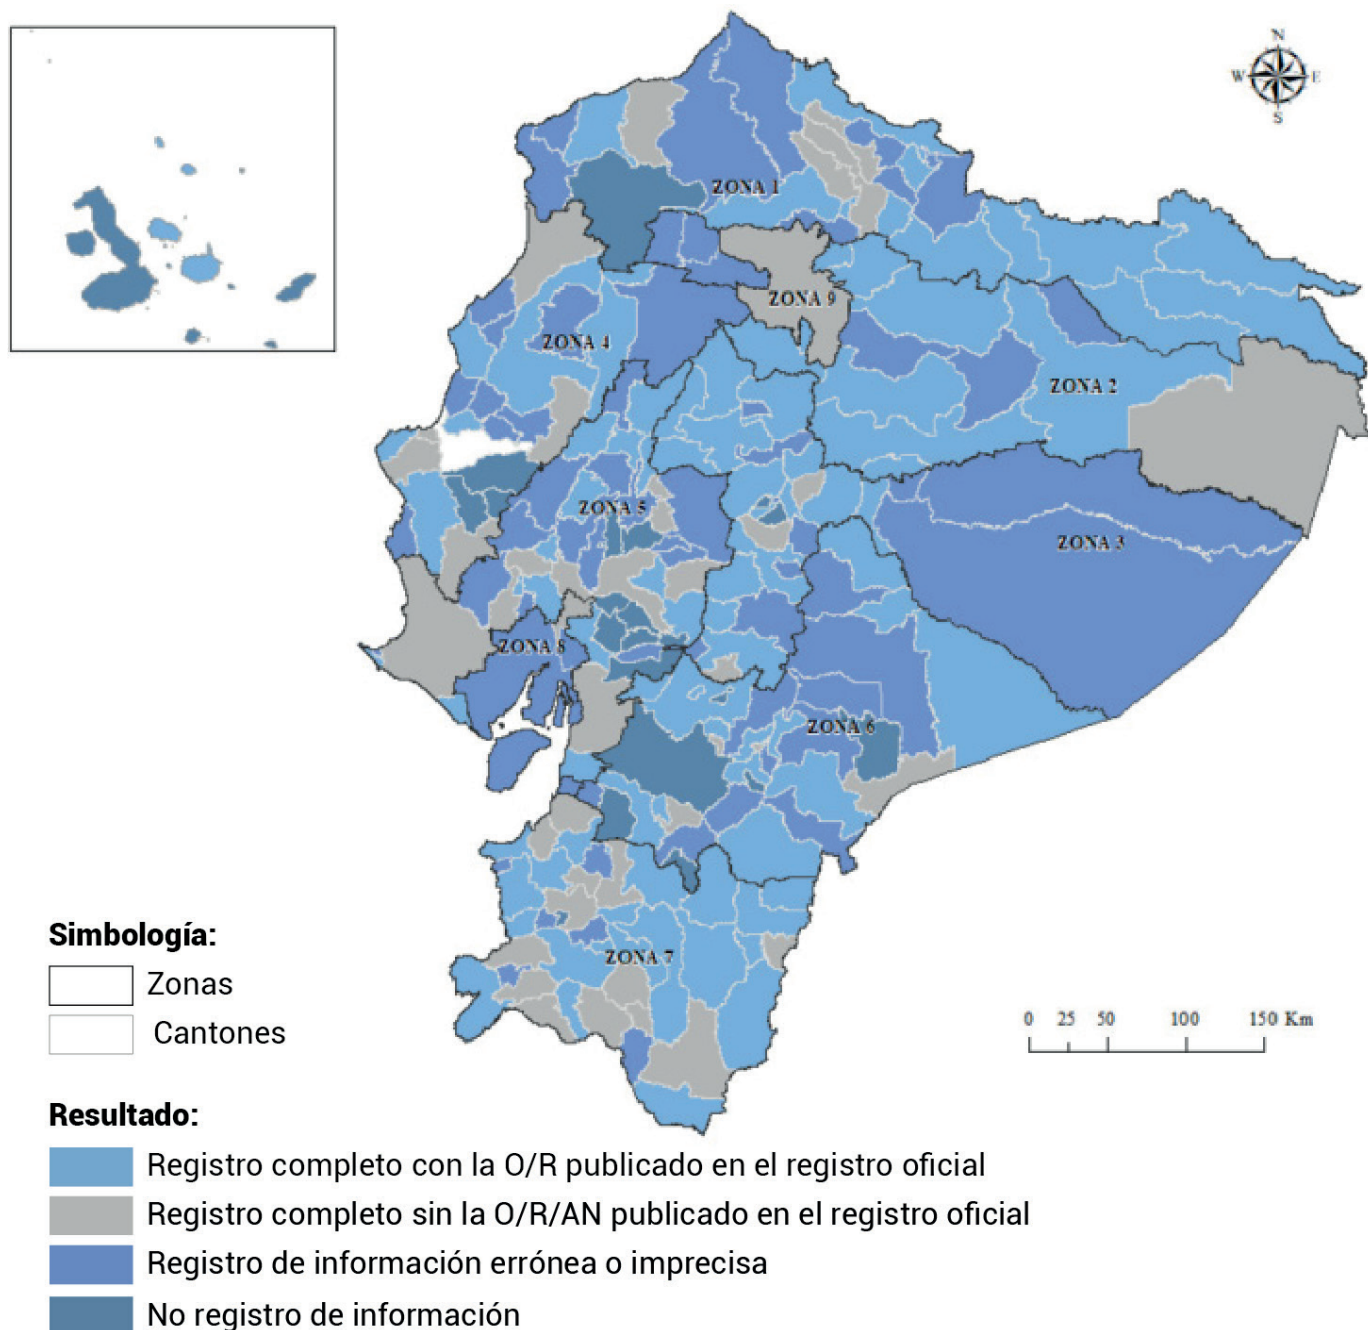 N
W E
S
ZONA 1
ZONA 9
ZONA 4
ZONA 2
ZONA 5
ZONA 3
ZONA 8
ZONA 6
ZONA 7
Simbología:
Zonas
Cantones
0 25 50 100 150 Km
Resultado:
Registro completo con la O/R publicado en el registro oficial
Registro completo sin la O/R/AN publicado en el registro oficial
Registro de información errónea o imprecisa
No registro de información